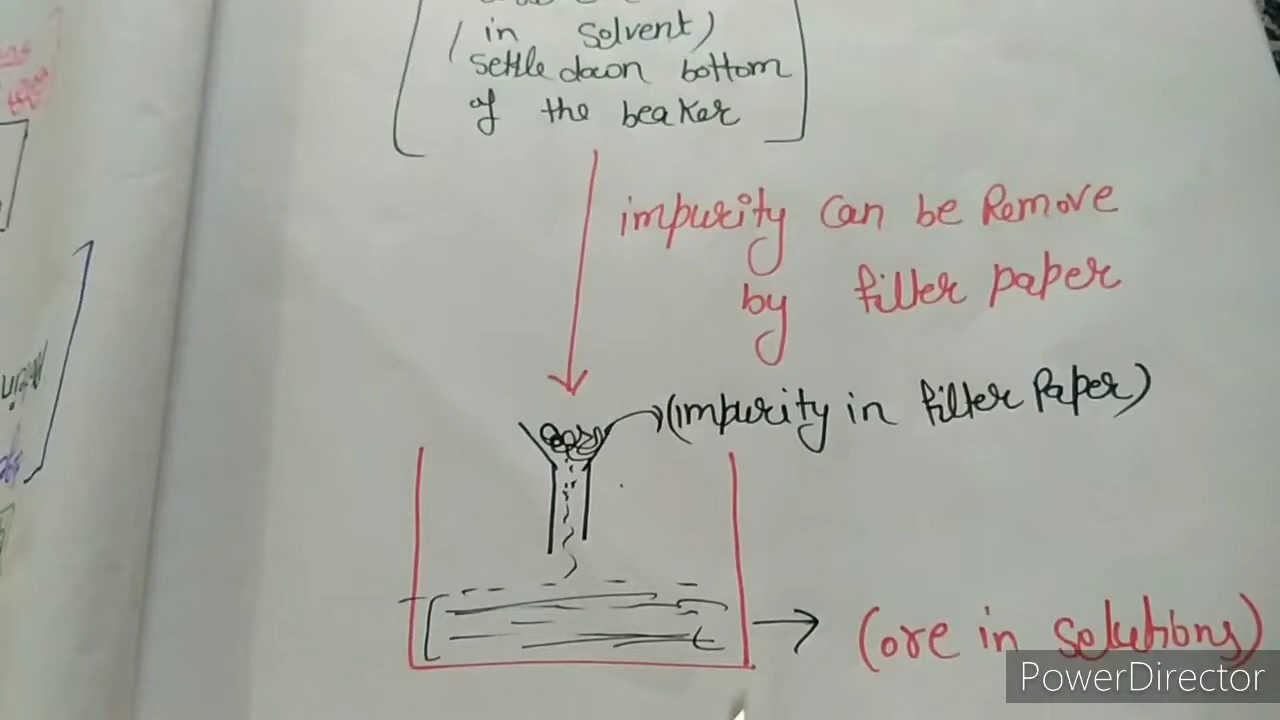 in solvent)
settle down bottom
of the beaker
impurity can be Remove
by filter paper
(impurity in filter Paper)
(ore in solutions)
PowerDirector